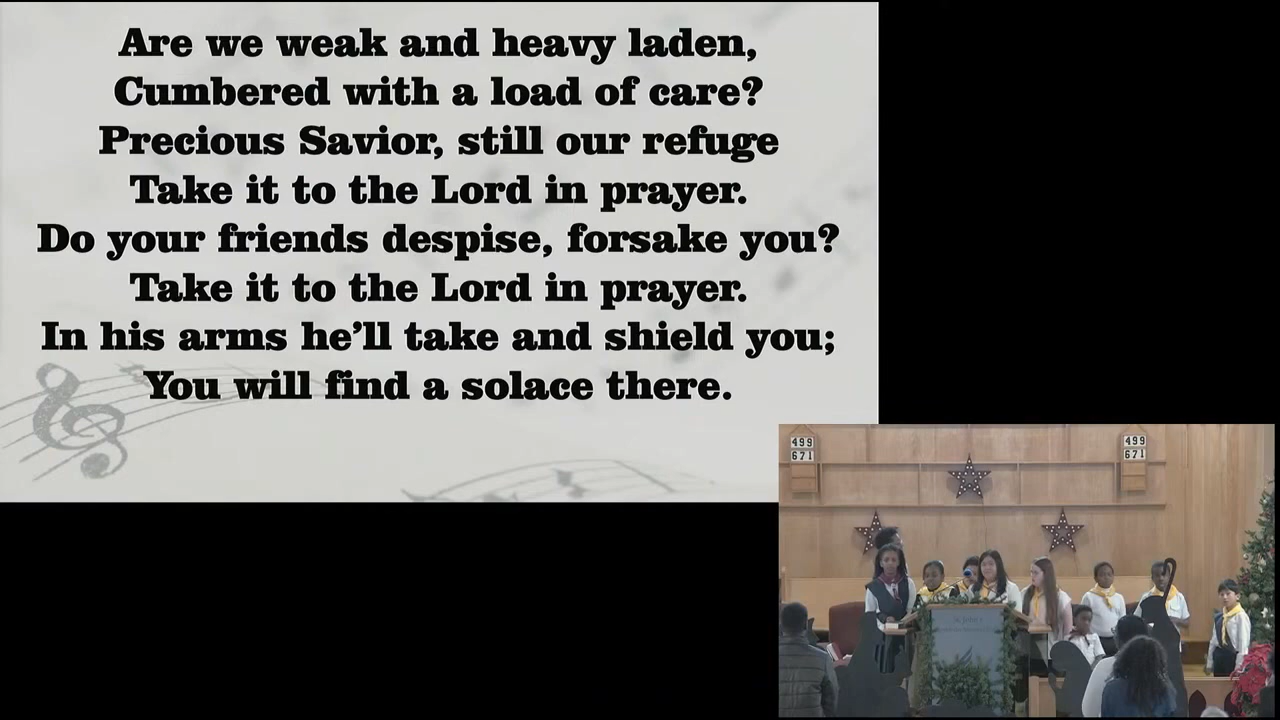 Are we weak and heavy laden,
Cumbered with a load of care?
Precious Savior, still our refuge
Take it to the Lord in prayer.
Do your friends despise, forsake you?
Take it to the Lord in prayer.
In his arms he’ll take and shield you;
You will find a solace there.
499
671
499
671
St. John's